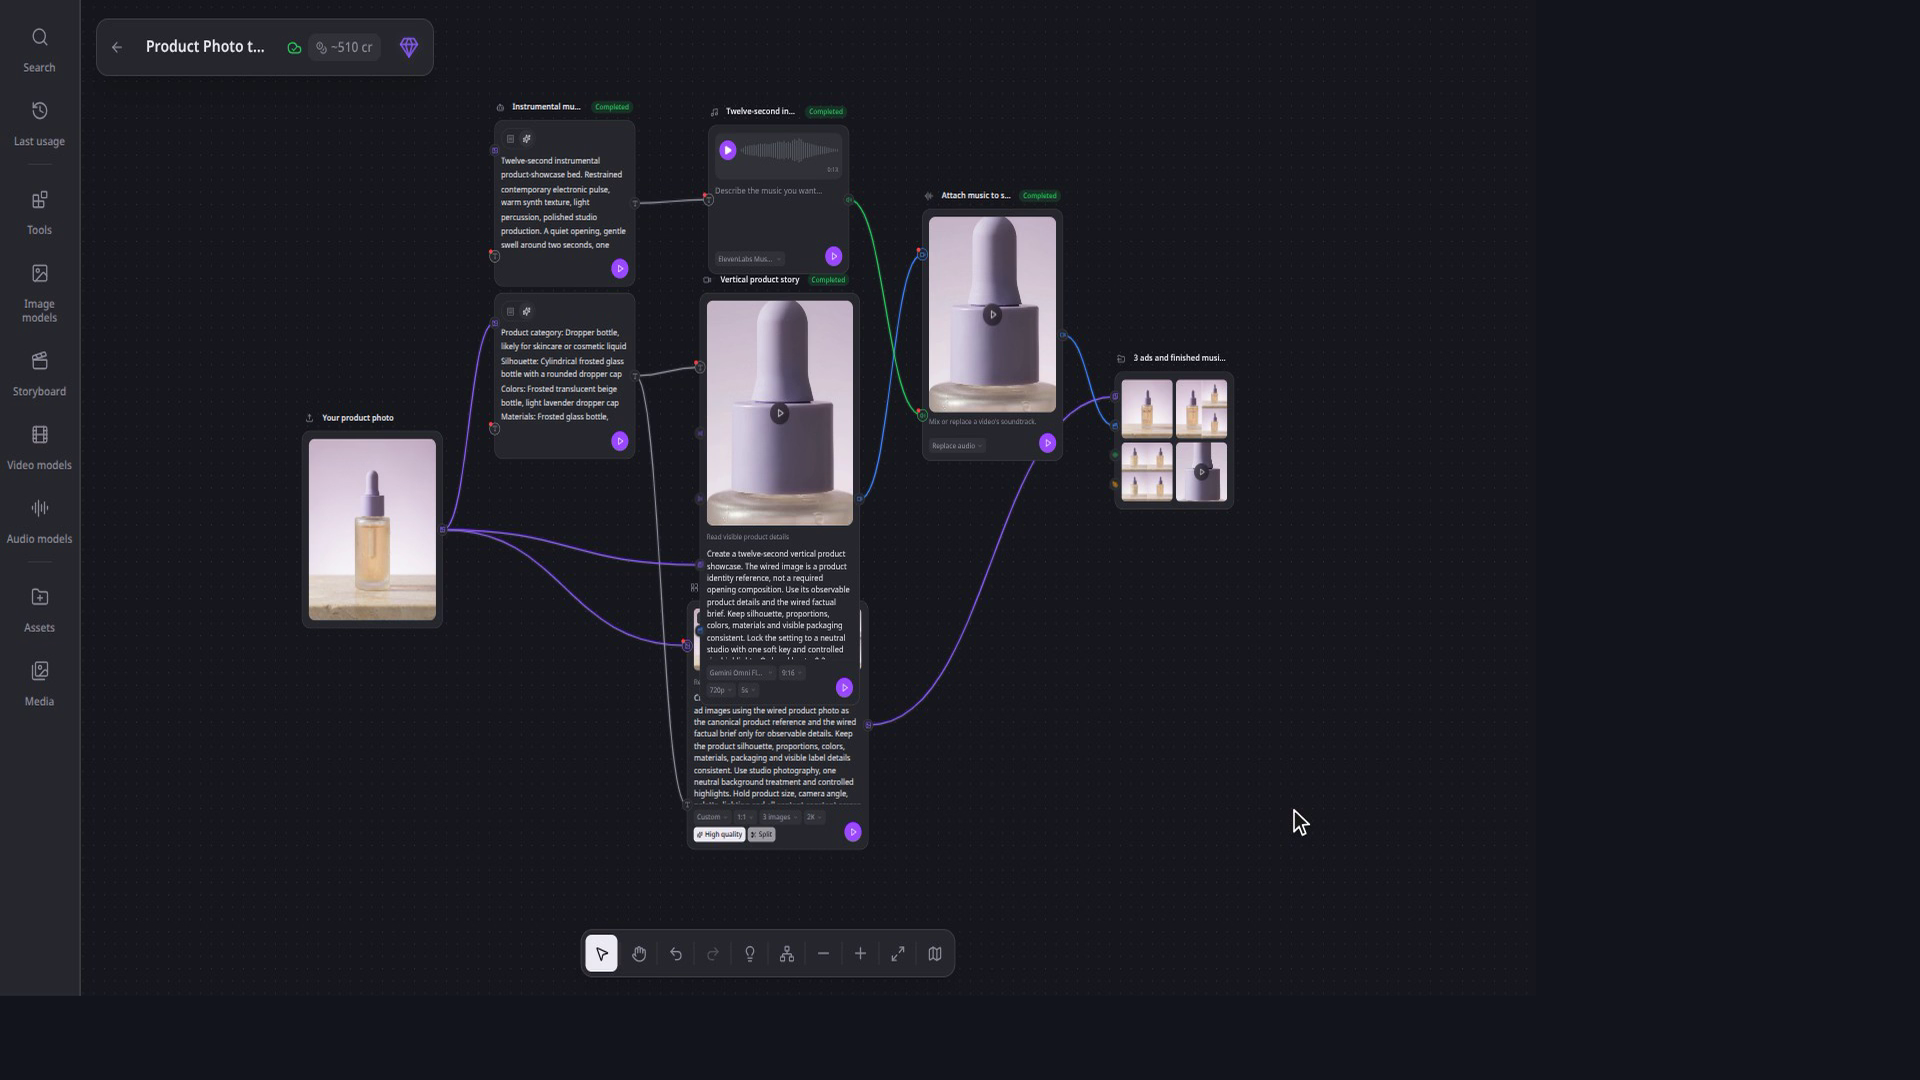 Search
Last usage
Tools
Image
models
Storyboard
Video models
Audio models
Assets
Media
Product Photo t...
~510 cr
Instrumental mu...
Completed
Twelve-second instrumental
product-showcase bed. Restrained
contemporary electronic pulse,
warm synth texture, light
percussion, polished studio
production. A quiet opening, gentle
swell around two seconds, one
Twelve-second in...
Completed
0:13
Describe the music you want...
ElevenLabs Mus...
Product category: Dropper bottle,
likely for skincare or cosmetic liquid
Silhouette: Cylindrical frosted glass
bottle with a rounded dropper cap
Colors: Frosted translucent beige
bottle, light lavender dropper cap
Materials: Frosted glass bottle,
Vertical product story
Completed
Read visible product details
Create a twelve-second vertical product
showcase. The wired image is a product
identity reference, not a required
opening composition. Use its observable
product details and the wired factual
brief. Keep silhouette, proportions,
colors, materials and visible packaging
consistent. Lock the setting to a neutral
studio with one soft key and controlled
Gemini Omni Fl...
9:16
720p
5s
Attach music to s...
Completed
Mix or replace a video's soundtrack.
Replace audio
Your product photo
3 ads and finished musi...
ad images using the wired product photo as
the canonical product reference and the wired
factual brief only for observable details. Keep
the product silhouette, proportions, colors,
materials, packaging and visible label details
consistent. Use studio photography, one
neutral background treatment and controlled
highlights. Hold product size, camera angle,
Custom
1:1
3 images
2K
High quality
Split